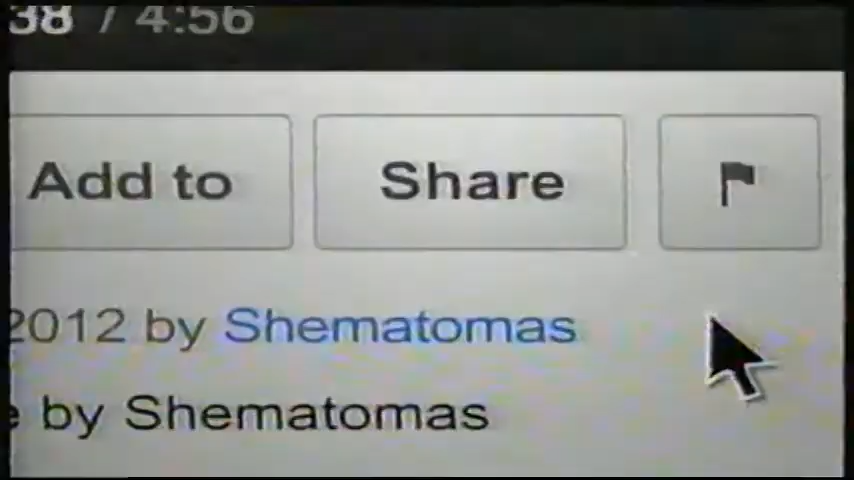 38 / 4:56
Add to
Share
2012 by Shematomas
by Shematomas